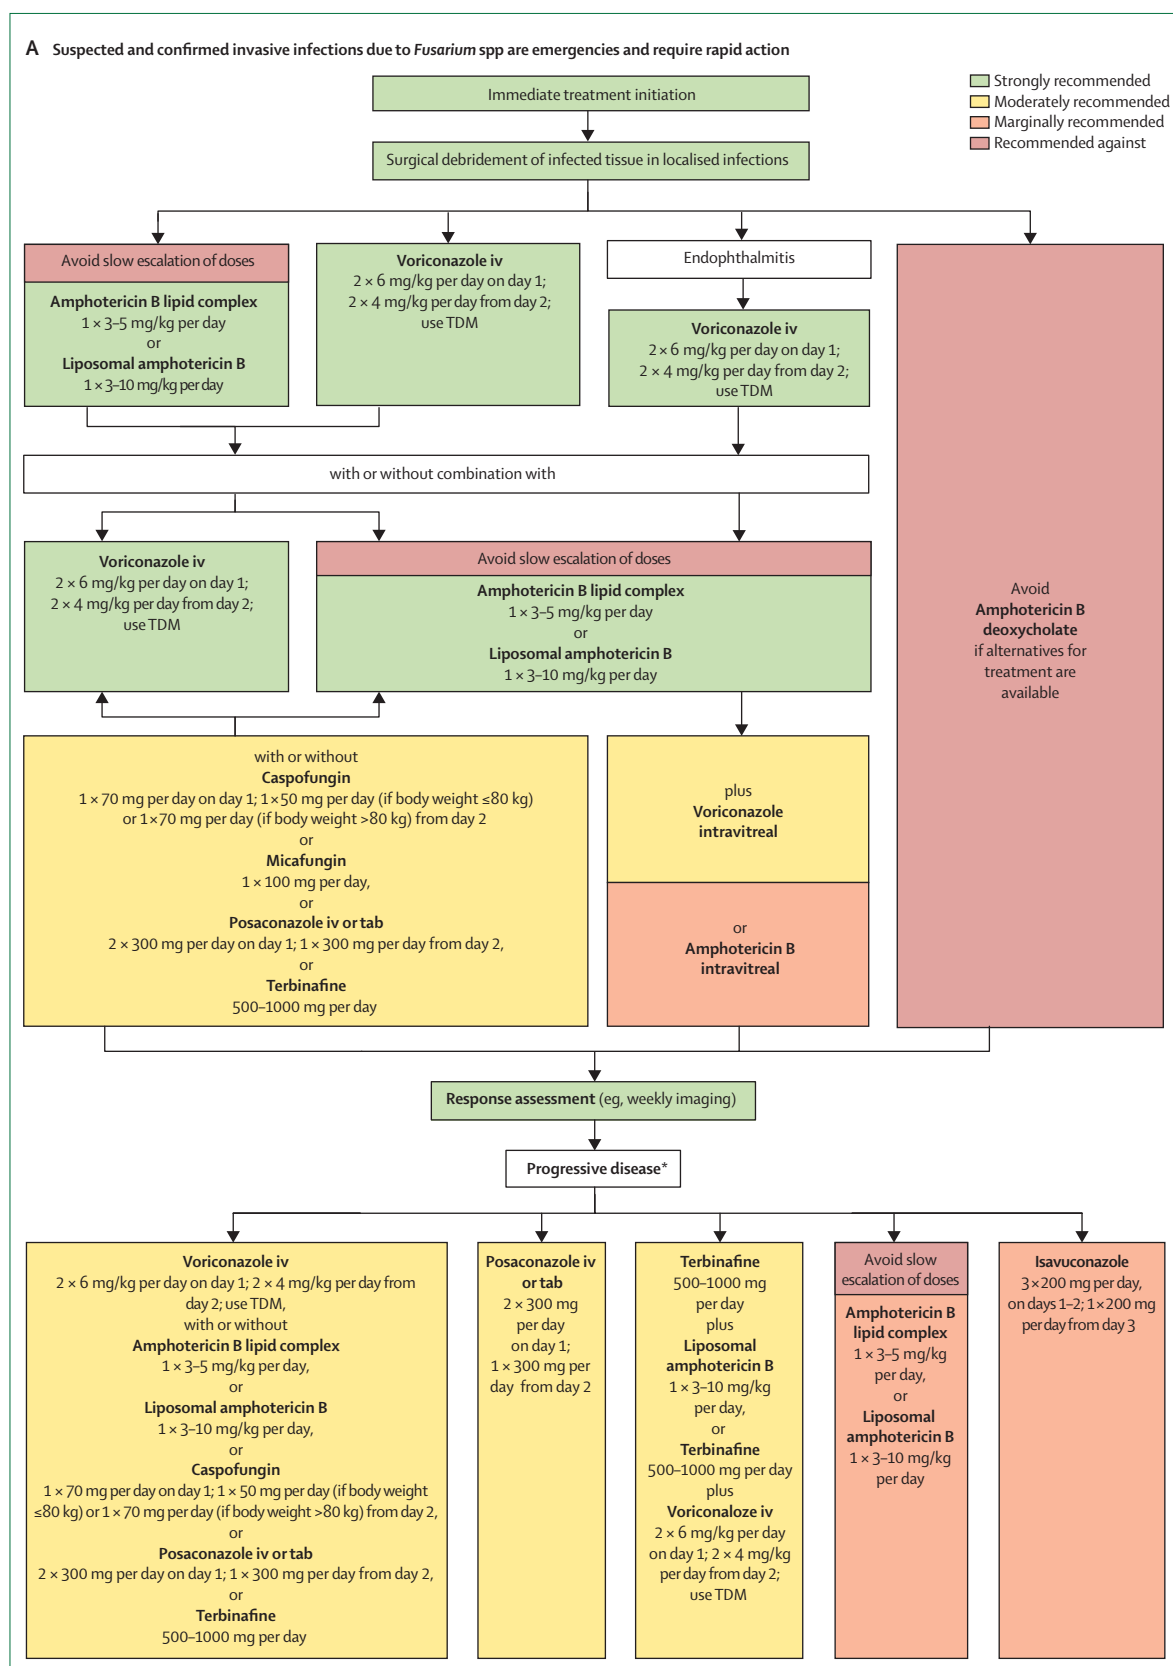 A Suspected and confirmed invasive infections due to Fusarium spp are emergencies and require rapid action
Strongly recommended
Moderately recommended
Marginally recommended
Recommended against
Immediate treatment initiation
Surgical debridement of infected tissue in localised infections
Avoid slow escalation of doses
Amphotericin B lipid complex
1 × 3–5 mg/kg per day
or
Liposomal amphotericin B
1 × 3–10 mg/kg per day
Voriconazole iv
2 × 6 mg/kg per day on day 1;
2 × 4 mg/kg per day from day 2;
use TDM
Endophthalmitis
Voriconazole iv
2 × 6 mg/kg per day on day 1;
2 × 4 mg/kg per day from day 2;
use TDM
Avoid
Amphotericin B
deoxycholate
if alternatives for
treatment are
available
with or without combination with
Voriconazole iv
2 × 6 mg/kg per day on day 1;
2 × 4 mg/kg per day from day 2;
use TDM
Avoid slow escalation of doses
Amphotericin B lipid complex
1 × 3–5 mg/kg per day
or
Liposomal amphotericin B
1 × 3–10 mg/kg per day
with or without
Caspofungin
1 × 70 mg per day on day 1; 1 × 50 mg per day (if body weight ≤80 kg)
or 1 × 70 mg per day (if body weight >80 kg) from day 2
or
Micafungin
1 × 100 mg per day,
or
Posaconazole iv or tab
2 × 300 mg per day on day 1; 1 × 300 mg per day from day 2,
or
Terbinafine
500–1000 mg per day
plus
Voriconazole
intravitreal
or
Amphotericin B
intravitreal
Response assessment (eg, weekly imaging)
Progressive disease*
Voriconazole iv
2 × 6 mg/kg per day on day 1; 2 × 4 mg/kg per day from
day 2; use TDM,
with or without
Amphotericin B lipid complex
1 × 3–5 mg/kg per day,
or
Liposomal amphotericin B
1 × 3–10 mg/kg per day,
or
Caspofungin
1 × 70 mg per day on day 1; 1 × 50 mg per day (if body weight
≤80 kg) or 1 × 70 mg per day (if body weight >80 kg) from day 2,
or
Posaconazole iv or tab
2 × 300 mg per day on day 1; 1 × 300 mg per day from day 2,
or
Terbinafine
500–1000 mg per day
Posaconazole iv
or tab
2 × 300 mg
per day
on day 1;
1 × 300 mg per
day from day 2
Terbinafine
500–1000 mg
per day
plus
Liposomal
amphotericin B
1 × 3–10 mg/kg
per day,
or
Terbinafine
500–1000 mg per day
plus
Voriconaloze iv
2 × 6 mg/kg per day
on day 1; 2 × 4 mg/kg
per day from day 2;
use TDM
Avoid slow
escalation of doses
Amphotericin B
lipid complex
1 × 3–5 mg/kg
per day,
or
Liposomal
amphotericin B
1 × 3–10 mg/kg
per day
Isavuconazole
3 × 200 mg per day,
on days 1–2; 1 × 200 mg
per day from day 3